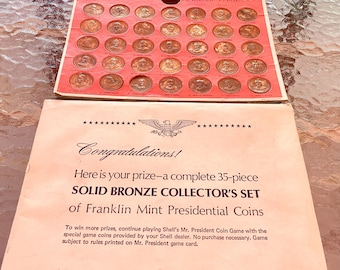 Congratulations!
Here is your prize—a complete 35-piece
SOLID BRONZE COLLECTOR'S SET
of Franklin Mint Presidential Coins
To win more prizes, continue playing Shell's Mr. President Coin Game with the
special game coins provided by your Shell dealer. No purchase necessary. Game
subject to rules printed on Mr. President game card.